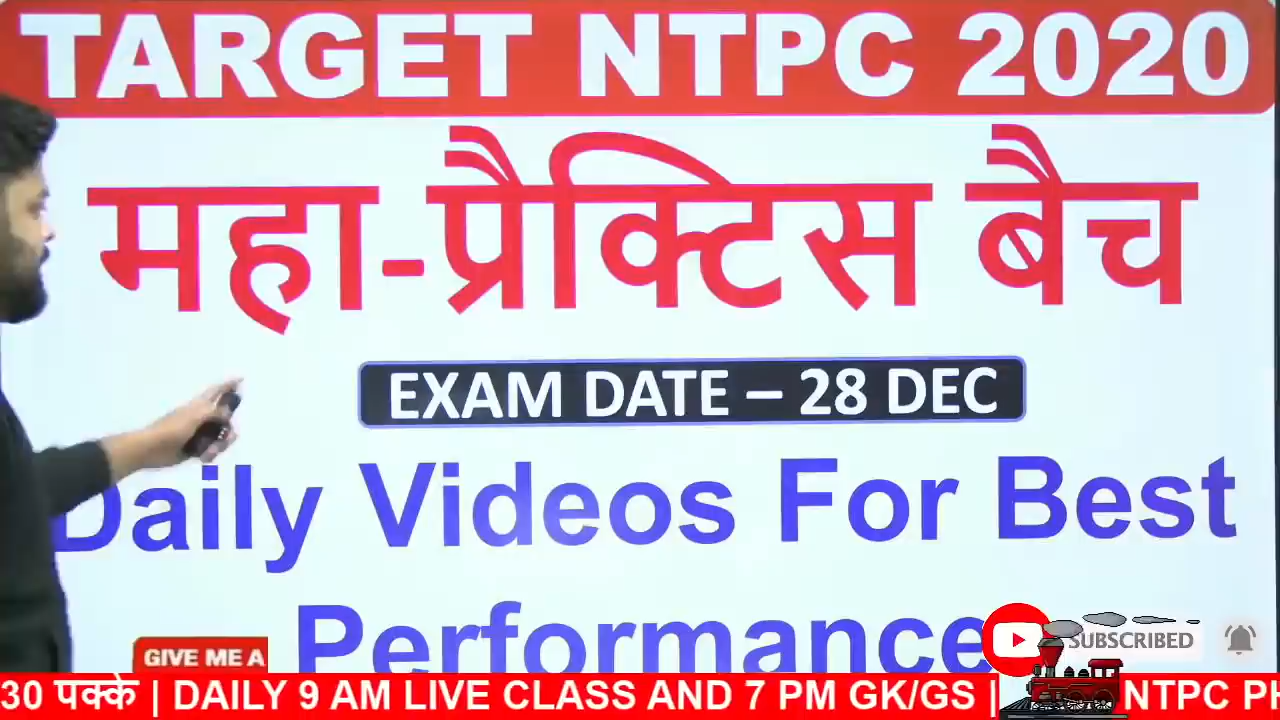 TARGET NTPC 2020
महा-प्रैक्टिस बैच
EXAM DATE – 28 DEC
Daily Videos For Best
Performance
GIVE ME A
SUBSCRIBED
30 पक्के | DAILY 9 AM LIVE CLASS AND 7 PM GK/GS | NTPC PH